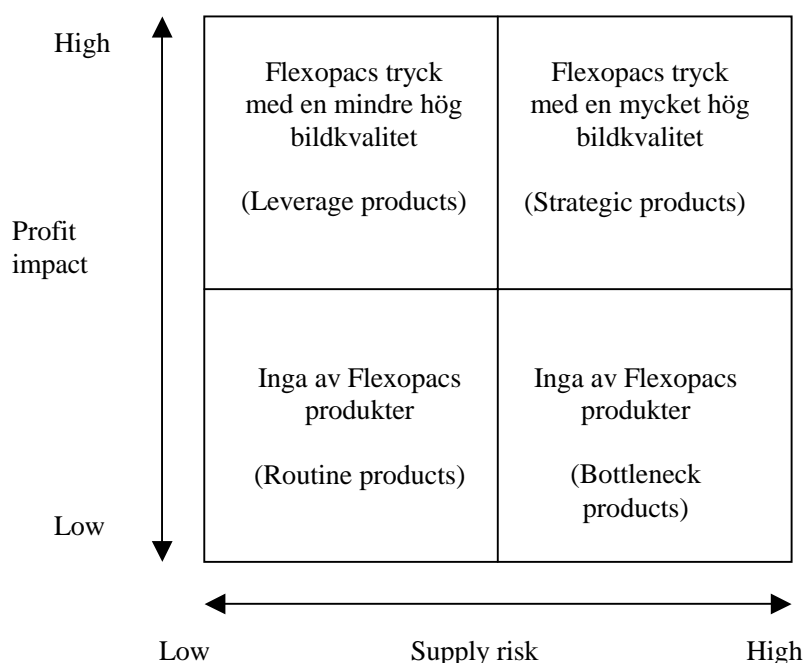 High
Flexopacs tryck
med en mindre hög
bildkvalitet
(Leverage products)
Flexopacs tryck
med en mycket hög
bildkvalitet
(Strategic products)
Profit
impact
Inga av Flexopacs
produkter
(Routine products)
Inga av Flexopacs
produkter
(Bottleneck
products)
Low
Low
Supply risk
High